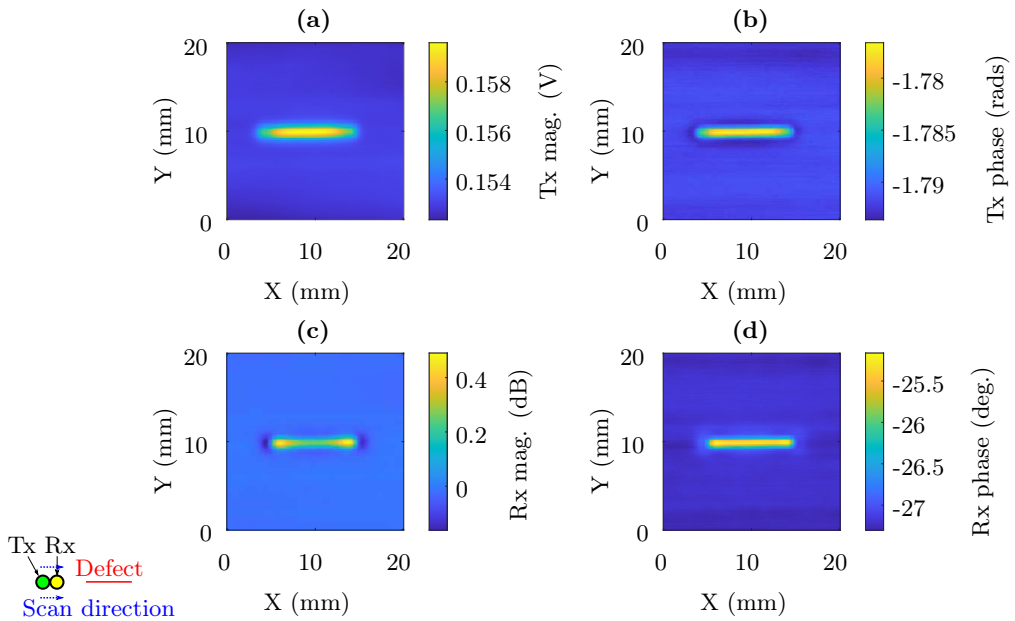 (a)
20
10
0
Y (mm)
0 10 20
X (mm)
0.158
0.156
0.154
Tx mag. (V)
(b)
20
10
0
Y (mm)
0 10 20
X (mm)
-1.78
-1.785
-1.79
Tx phase (rads)
(c)
20
10
0
Y (mm)
0 10 20
X (mm)
0.4
0.2
0
Rx mag. (dB)
(d)
20
10
0
Y (mm)
0 10 20
X (mm)
-25.5
-26
-26.5
-27
Rx phase (deg.)
Tx Rx
Defect
Scan direction